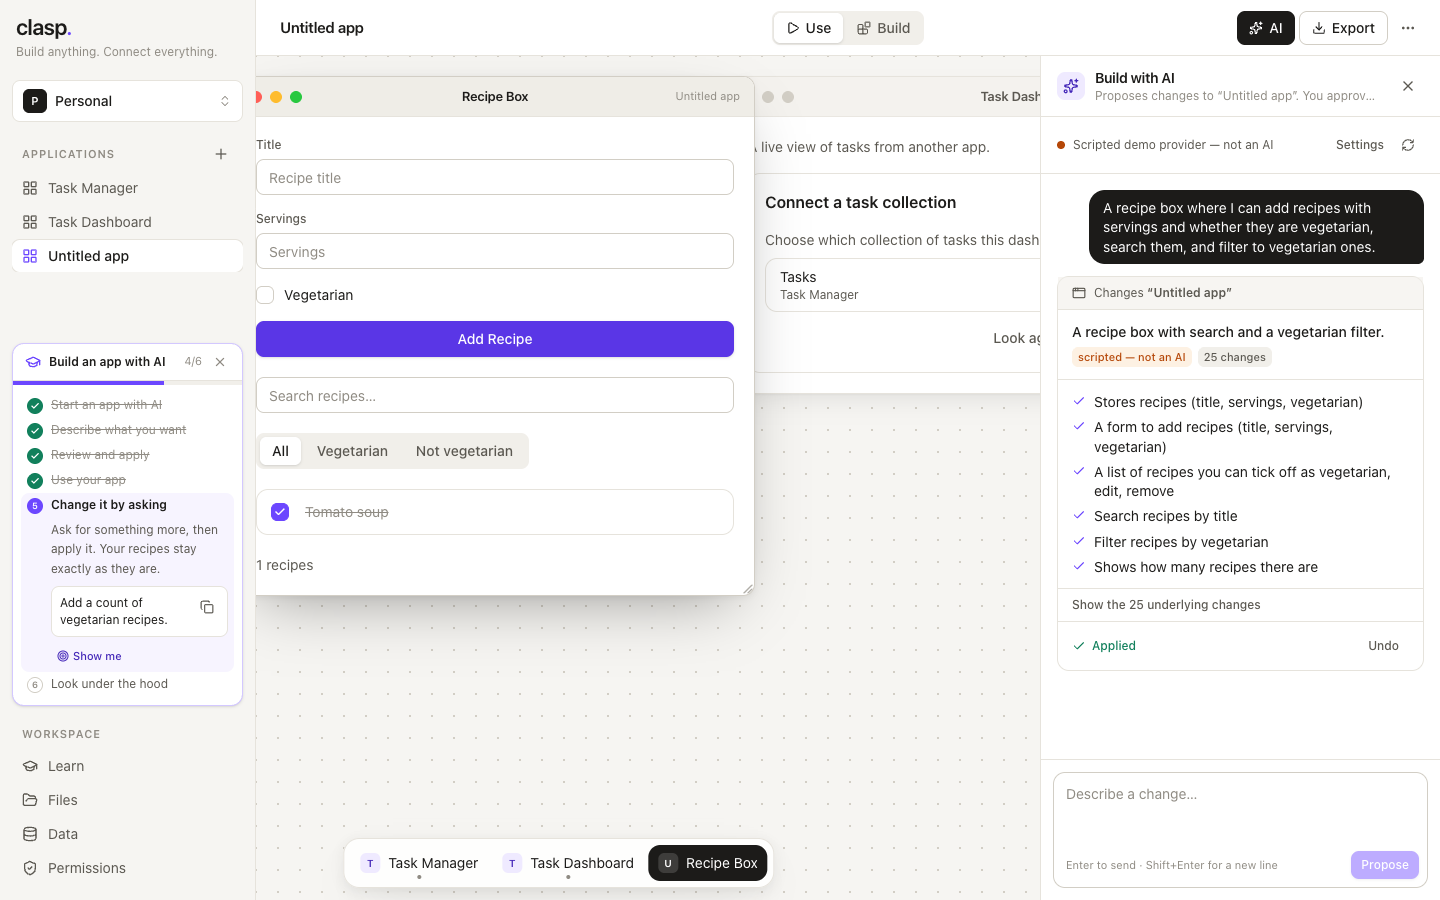 clasp.
Build anything. Connect everything.
P Personal
APPLICATIONS
Task Manager
Task Dashboard
Untitled app
Build an app with AI 4/6
Start an app with AI
Describe what you want
Review and apply
Use your app
5 Change it by asking
Ask for something more, then
apply it. Your recipes stay
exactly as they are.
Add a count of
vegetarian recipes.
Show me
6 Look under the hood
WORKSPACE
Learn
Files
Data
Permissions
Untitled app
Use
Build
AI
Export
Recipe Box
Untitled app
Title
Recipe title
Servings
Servings
Vegetarian
Add Recipe
Search recipes...
All
Vegetarian
Not vegetarian
Tomato soup
1 recipes
Task Dash
A live view of tasks from another app.
Connect a task collection
Choose which collection of tasks this dash
Tasks
Task Manager
Look ag
T Task Manager
T Task Dashboard
U Recipe Box
Build with AI
Proposes changes to “Untitled app”. You approv...
Scripted demo provider — not an AI
Settings
A recipe box where I can add recipes with
servings and whether they are vegetarian,
search them, and filter to vegetarian ones.
Changes “Untitled app”
A recipe box with search and a vegetarian filter.
scripted — not an AI
25 changes
Stores recipes (title, servings, vegetarian)
A form to add recipes (title, servings,
vegetarian)
A list of recipes you can tick off as vegetarian,
edit, remove
Search recipes by title
Filter recipes by vegetarian
Shows how many recipes there are
Show the 25 underlying changes
Applied
Undo
Describe a change...
Enter to send · Shift+Enter for a new line
Propose